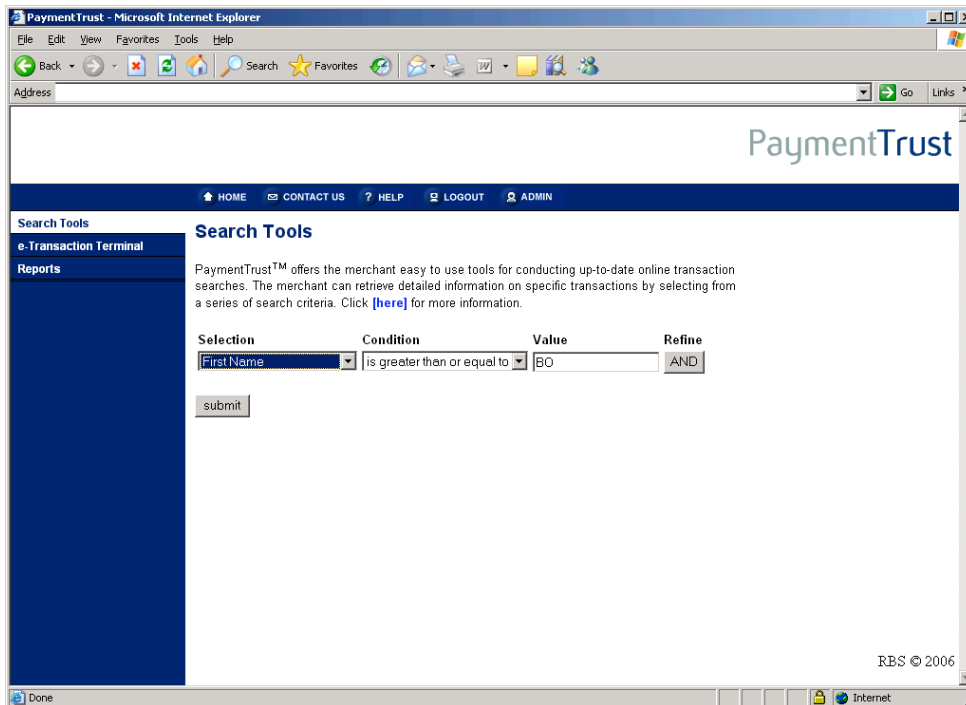 PaymentTrust - Microsoft Internet Explorer
File Edit View Favorites Tools Help
Back Search Favorites
Address Go Links
PaymentTrust
HOME CONTACT US ? HELP LOGOUT ADMIN
Search Tools
e-Transaction Terminal
Reports
Search Tools
PaymentTrust™ offers the merchant easy to use tools for conducting up-to-date online transaction
searches. The merchant can retrieve detailed information on specific transactions by selecting from
a series of search criteria. Click [here] for more information.
Selection Condition Value Refine
First Name is greater than or equal to BO AND
submit
RBS © 2006
Done Internet